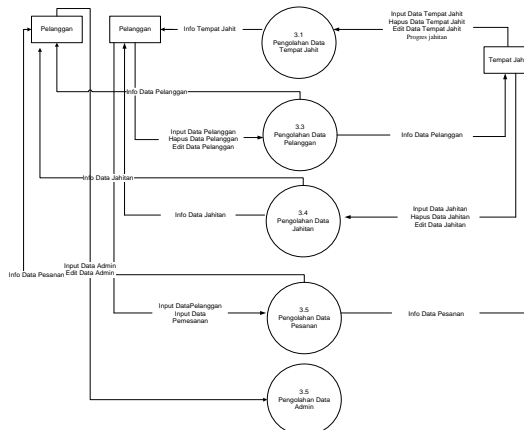 Pelanggan
Pelanggan
Info Tempat Jahit
3.1
Pengolahan Data
Tempat Jahit
Input Data Tempat Jahit
Hapus Data Tempat Jahit
Edit Data Tempat Jahit
Progres jahitan
Tempat Jah
Info Data Pelanggan
Input Data Pelanggan
Hapus Data Pelanggan
Edit Data Pelanggan
3.3
Pengolahan Data
Pelanggan
Info Data Pelanggan
Info Data Jahitan
Info Data Jahitan
3.4
Pengolahan Data
Jahitan
Input Data Jahitan
Hapus Data Jahitan
Edit Data Jahitan
Input Data Admin
Info Data Pesanan
Edit Data Admin
Input DataPelanggan
Input Data
Pemesanan
3.5
Pengolahan Data
Pesanan
Info Data Pesanan
3.5
Pengolahan Data
Admin